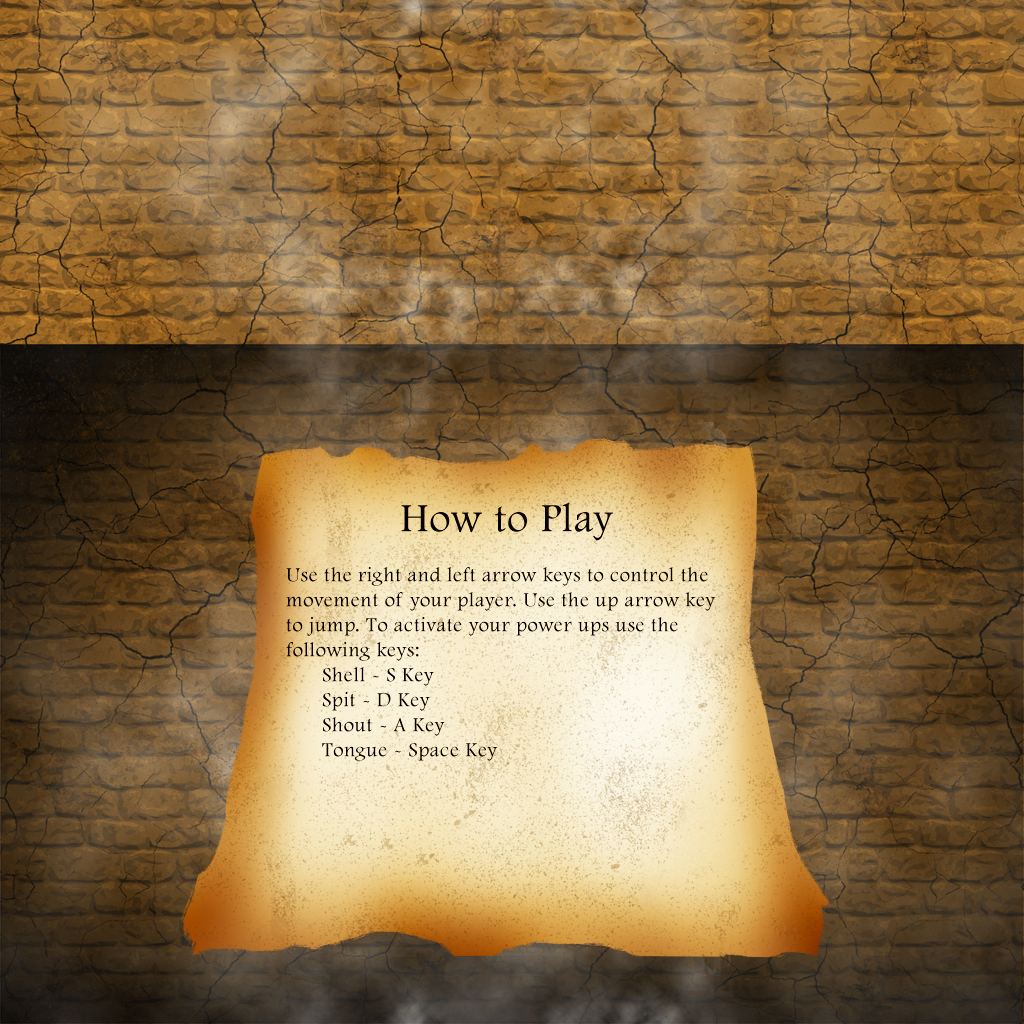 How to Play
Use the right and left arrow keys to control the
movement of your player. Use the up arrow key
to jump. To activate your power ups use the
following keys:
Shell - S Key
Spit - D Key
Shout - A Key
Tongue - Space Key